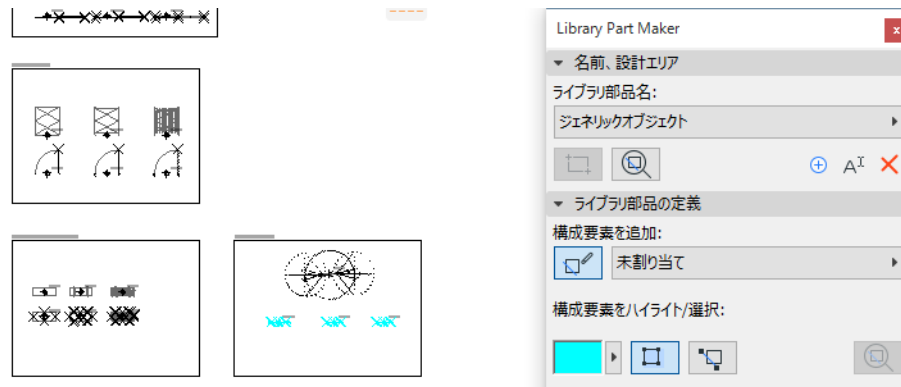 Library Part Maker
名前、設計エリア
ライブラリ部品名:
ジェネリックオブジェクト
ライブラリ部品の定義
構成要素を追加:
未割り当て
構成要素をハイライト/選択: